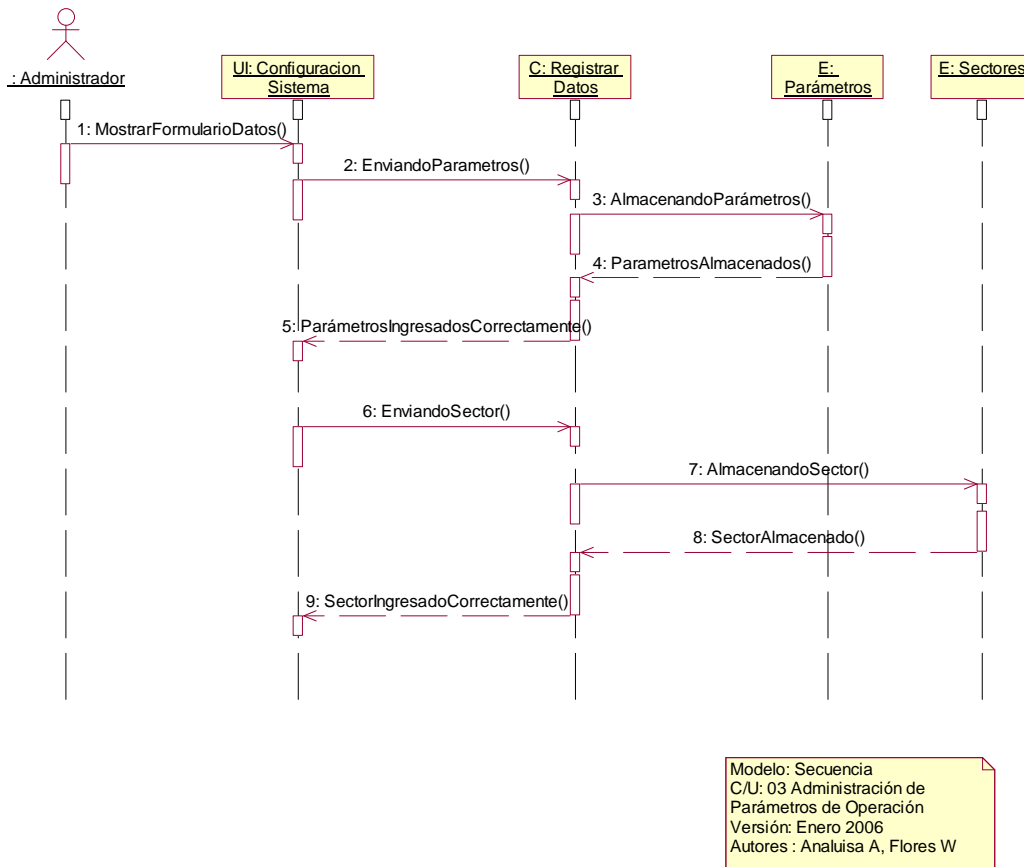 : Administrador
UI: Configuracion
Sistema
C: Registrar
Datos
E:
Parámetros
E: Sectores
1: MostrarFormularioDatos()
2: EnviandoParametros()
3: AlmacenandoParámetros()
4: ParametrosAlmacenados()
5: ParámetrosIngresadosCorrectamente()
6: EnviandoSector()
7: AlmacenandoSector()
8: SectorAlmacenado()
9: SectorIngresadoCorrectamente()
Modelo: Secuencia
C/U: 03 Administración de
Parámetros de Operación
Versión: Enero 2006
Autores : Analuisa A, Flores W